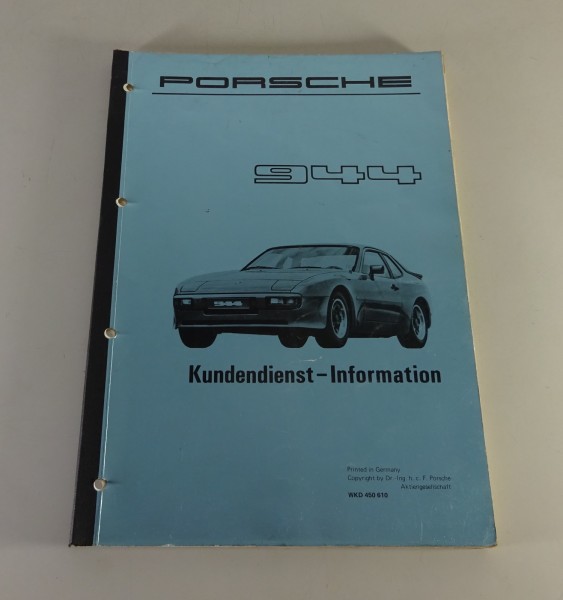 PORSCHE
944
944
Kundendienst-Information
Printed in Germany
Copyright by Dr.-Ing. h. c. F. Porsche
Aktiengesellschaft
WKD 450 610